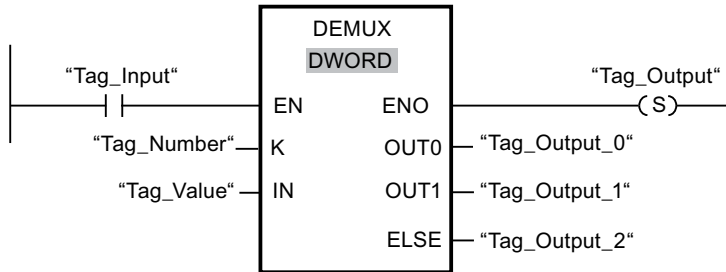 DEMUX
DWORD
“Tag_Input“
“Tag_Output“
EN ENO
( S )
“Tag_Number“ K OUT0 “Tag_Output_0“
“Tag_Value“ IN OUT1 “Tag_Output_1“
ELSE “Tag_Output_2“